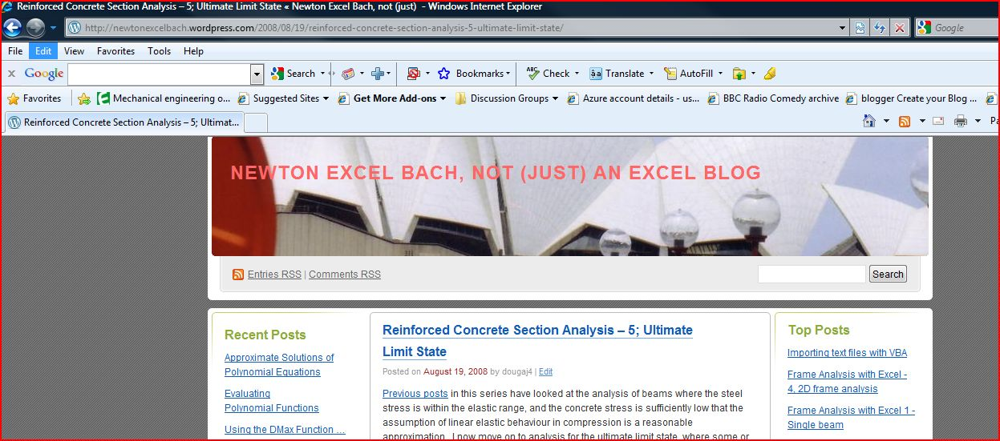 Reinforced Concrete Section Analysis – 5; Ultimate Limit State « Newton Excel Bach, not (just) - Windows Internet Explorer
http://newtonexcelbach.wordpress.com/2008/08/19/reinforced-concrete-section-analysis-5-ultimate-limit-state/
Google
File Edit View Favorites Tools Help
x Google Search Bookmarks ABC Check Translate AutoFill
Favorites Mechanical engineering o... Suggested Sites Get More Add-ons Discussion Groups Azure account details - us... BBC Radio Comedy archive blogger Create your Blog ...
Reinforced Concrete Section Analysis – 5; Ultimat...
NEWTON EXCEL BACH, NOT (JUST) AN EXCEL BLOG
Entries RSS | Comments RSS
Search
Recent Posts
Approximate Solutions of
Polynomial Equations
Evaluating
Polynomial Functions
Using the DMax Function …
Reinforced Concrete Section Analysis – 5; Ultimate
Limit State
Posted on August 19, 2008 by dougaj4 | Edit
Previous posts in this series have looked at the analysis of beams where the steel
stress is within the elastic range, and the concrete stress is sufficiently low that the
assumption of linear elastic behaviour in compression is a reasonable
approximation. I now move on to analysis for the ultimate limit state, where some or
Top Posts
Importing text files with VBA
Frame Analysis with Excel -
4, 2D frame analysis
Frame Analysis with Excel 1 -
Single beam